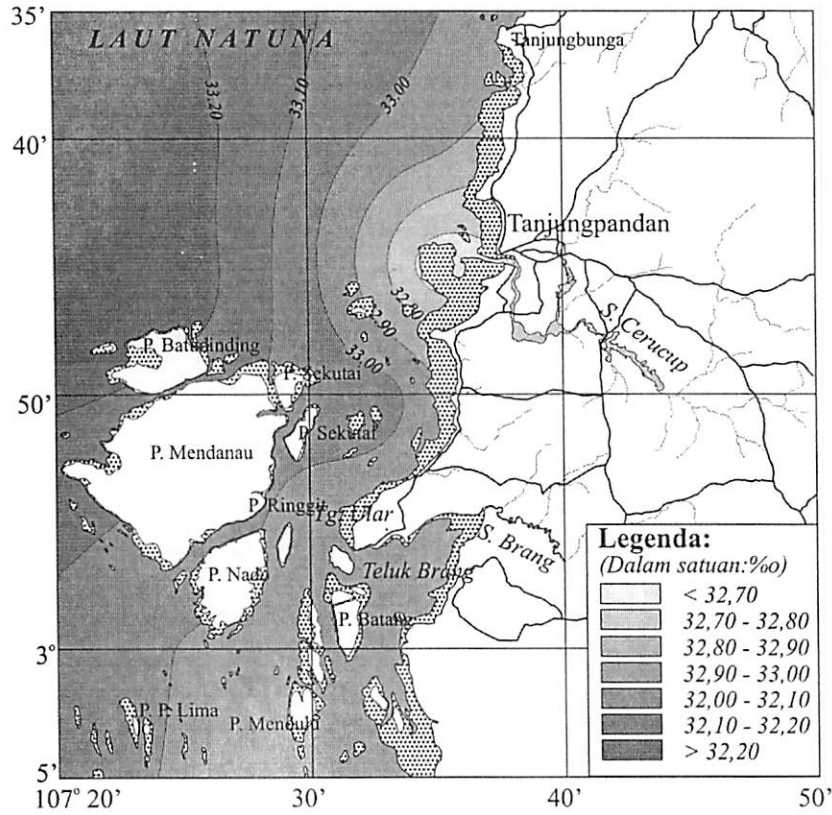 35'
LAUT NATUNA
Tanjungbunga
33.20
33.10
33.00
40'
Tanjungpandan
32.80
2.90
33.00
S. Cerucup
P. Batudinding
P. Sekutai
50'
P. Sekutai
P. Mendanau
P. Ringgit
Tg. Ular
S. Brang
P. Nado
Teluk Brang
P. Batang
3°
P. P. Lima
P. Mendulu
5'
107° 20'
30'
40'
50'
Legenda:
(Dalam satuan:‰)
< 32,70
32,70 - 32,80
32,80 - 32,90
32,90 - 33,00
32,00 - 32,10
32,10 - 32,20
> 32,20